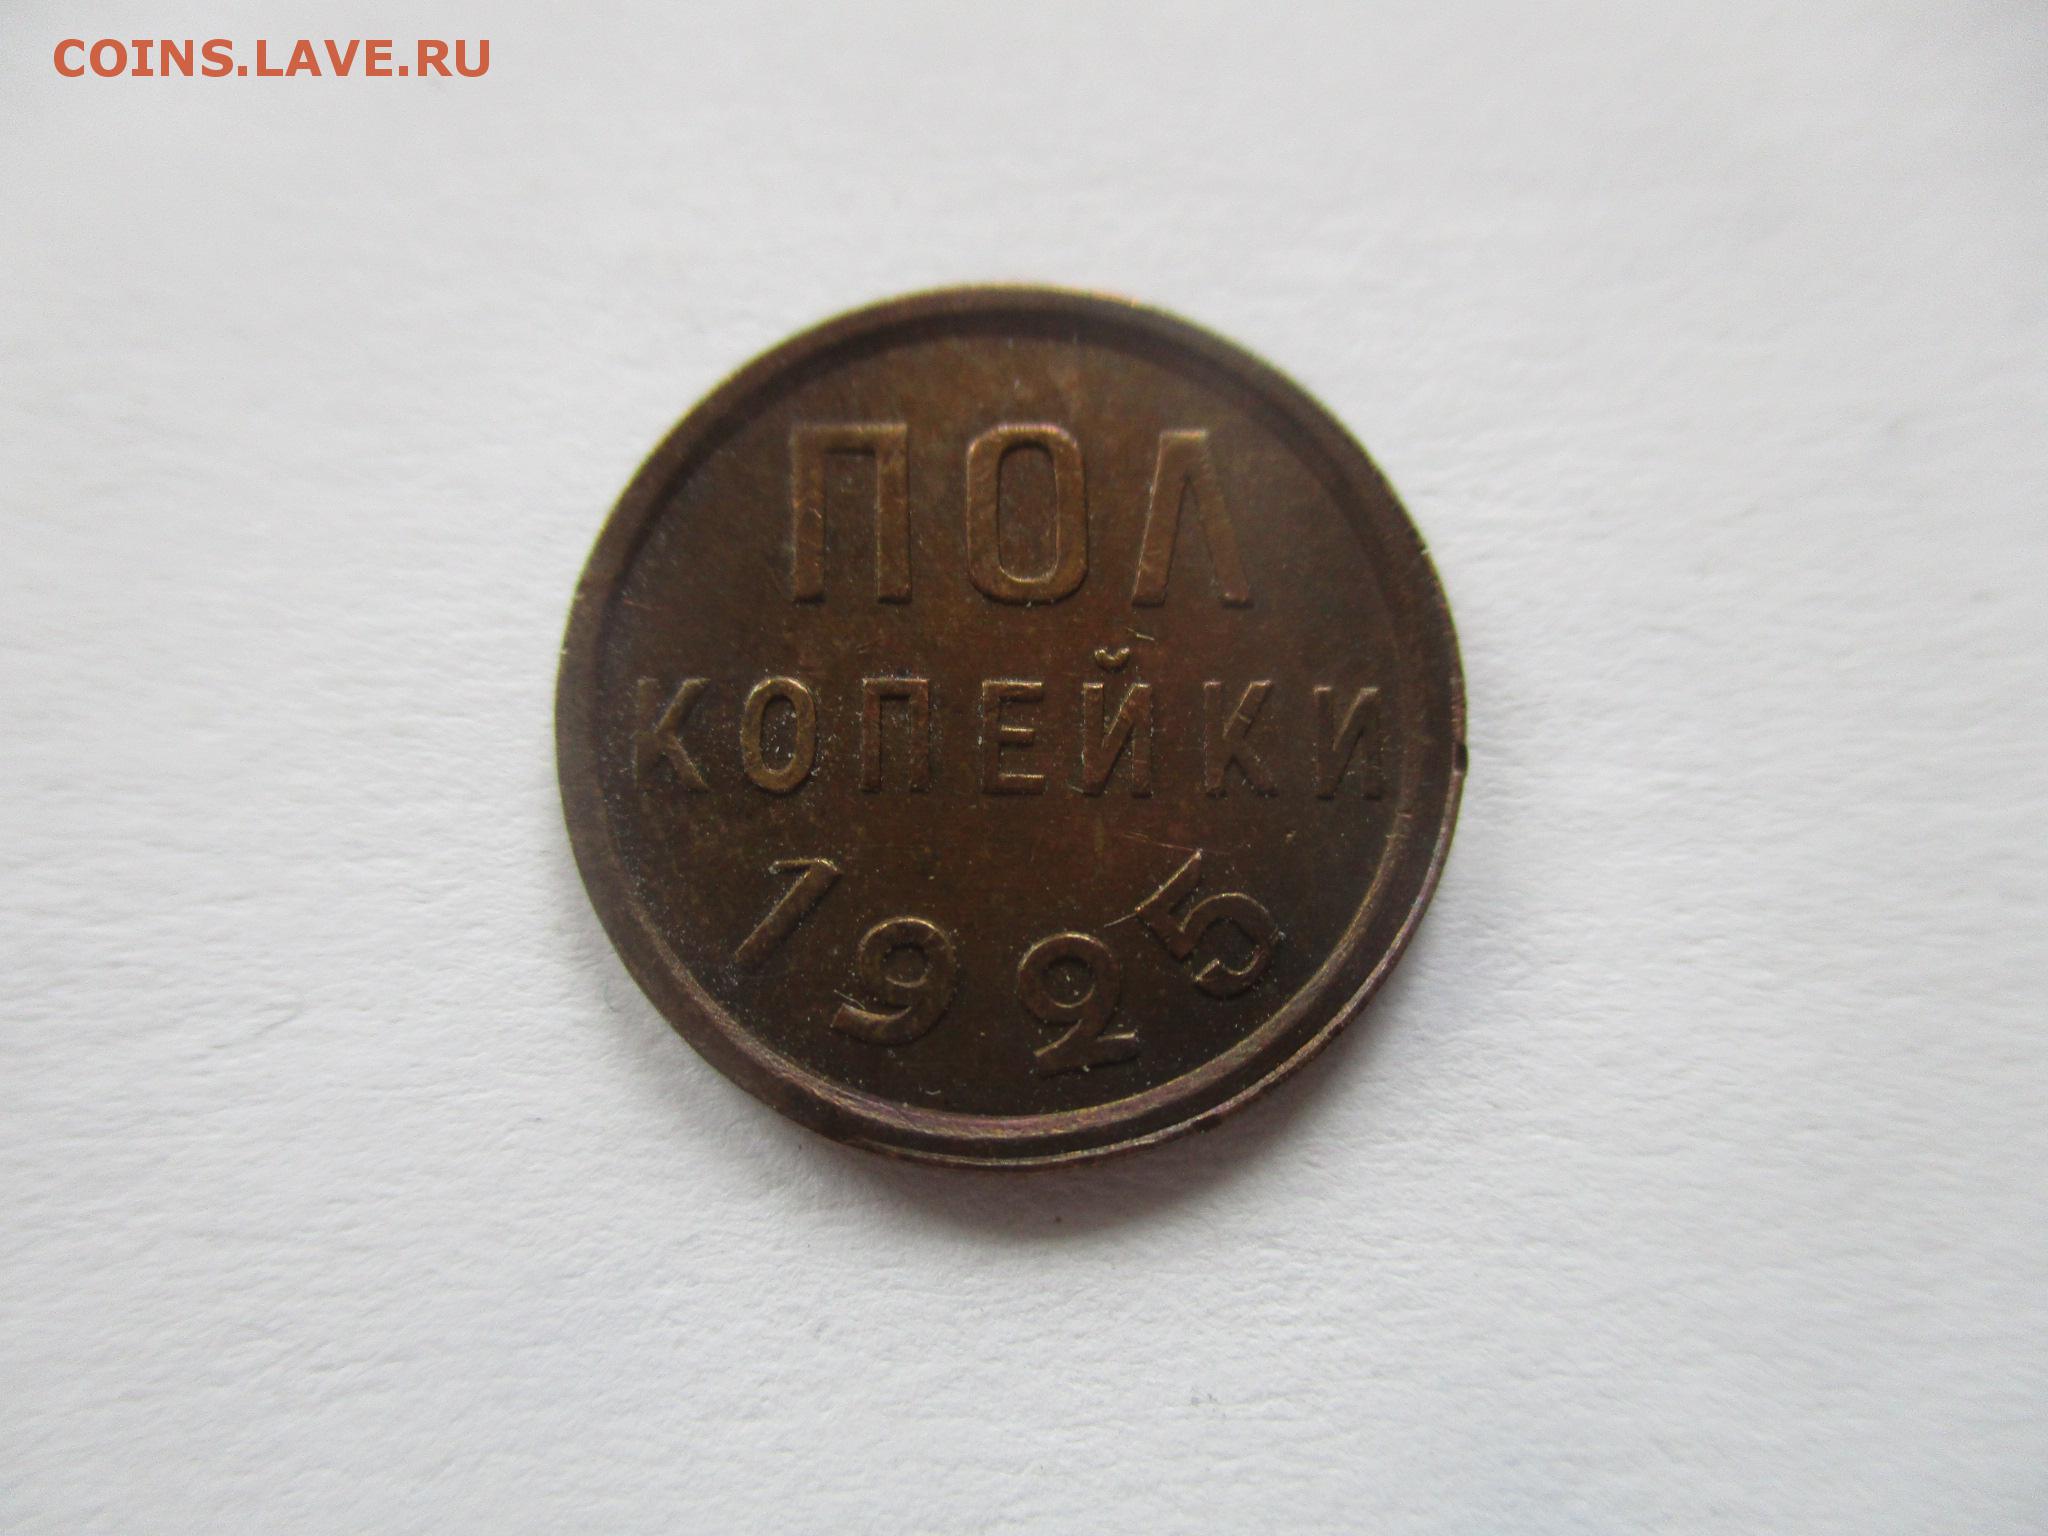 COINS.LAVE.RU
ПОЛ
КОПЕЙКИ
1925